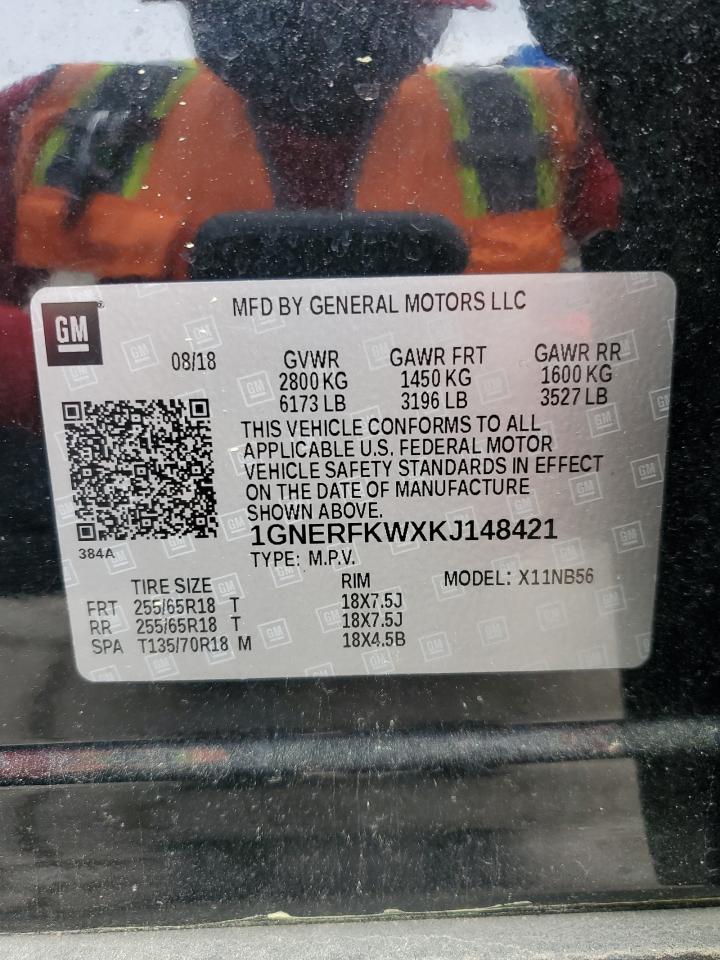 MFD BY GENERAL MOTORS LLC
GM ®
08/18 GVWR GAWR FRT GAWR RR
2800 KG 1450 KG 1600 KG
6173 LB 3196 LB 3527 LB
THIS VEHICLE CONFORMS TO ALL
APPLICABLE U.S. FEDERAL MOTOR
VEHICLE SAFETY STANDARDS IN EFFECT
ON THE DATE OF MANUFACTURE
SHOWN ABOVE.
1GNERFKWXKJ148421
384A
TYPE: M.P.V.
TIRE SIZE RIM MODEL: X11NB56
FRT 255/65R18 T 18X7.5J
RR 255/65R18 T 18X7.5J
SPA T135/70R18 M 18X4.5B